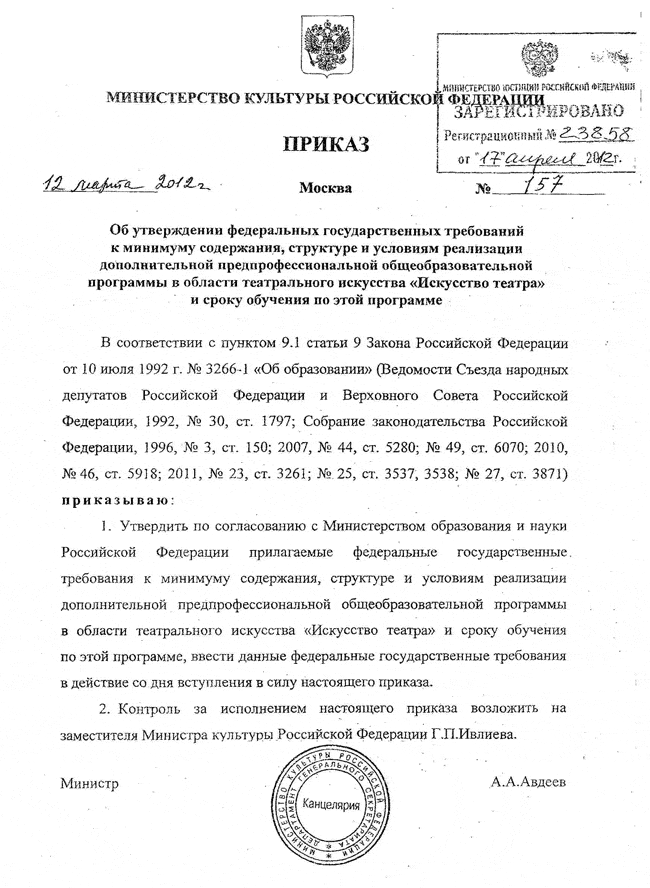 МИНИСТЕРСТВО ЮСТИЦИИ РОССИЙСКОЙ ФЕДЕРАЦИИ
МИНИСТЕРСТВО КУЛЬТУРЫ РОССИЙСКОЙ ФЕДЕРАЦИИ
ЗАРЕГИСТРИРОВАНО
Регистрационный № 23858
от "17" апреля 2012г.
ПРИКАЗ
12 марта 2012г Москва № 157
Об утверждении федеральных государственных требований
к минимуму содержания, структуре и условиям реализации
дополнительной предпрофессиональной общеобразовательной
программы в области театрального искусства «Искусство театра»
и сроку обучения по этой программе
В соответствии с пунктом 9.1 статьи 9 Закона Российской Федерации
от 10 июля 1992 г. № 3266-1 «Об образовании» (Ведомости Съезда народных
депутатов Российской Федерации и Верховного Совета Российской
Федерации, 1992, № 30, ст. 1797; Собрание законодательства Российской
Федерации, 1996, № 3, ст. 150; 2007, № 44, ст. 5280; № 49, ст. 6070; 2010,
№ 46, ст. 5918; 2011, № 23, ст. 3261; № 25, ст. 3537, 3538; № 27, ст. 3871)
приказываю:
1. Утвердить по согласованию с Министерством образования и науки
Российской Федерации прилагаемые федеральные государственные
требования к минимуму содержания, структуре и условиям реализации
дополнительной предпрофессиональной общеобразовательной программы
в области театрального искусства «Искусство театра» и сроку обучения
по этой программе, ввести данные федеральные государственные требования
в действие со дня вступления в силу настоящего приказа.
2. Контроль за исполнением настоящего приказа возложить на
заместителя Министра культуры Российской Федерации Г.П.Ивлиева.
Министр А.А.Авдеев
МИНИСТЕРСТВО КУЛЬТУРЫ РОССИЙСКОЙ ФЕДЕРАЦИИ
ДЕПАРТАМЕНТ ГЕНЕРАЛЬНОГО СЕКРЕТАРИАТА
Канцелярия